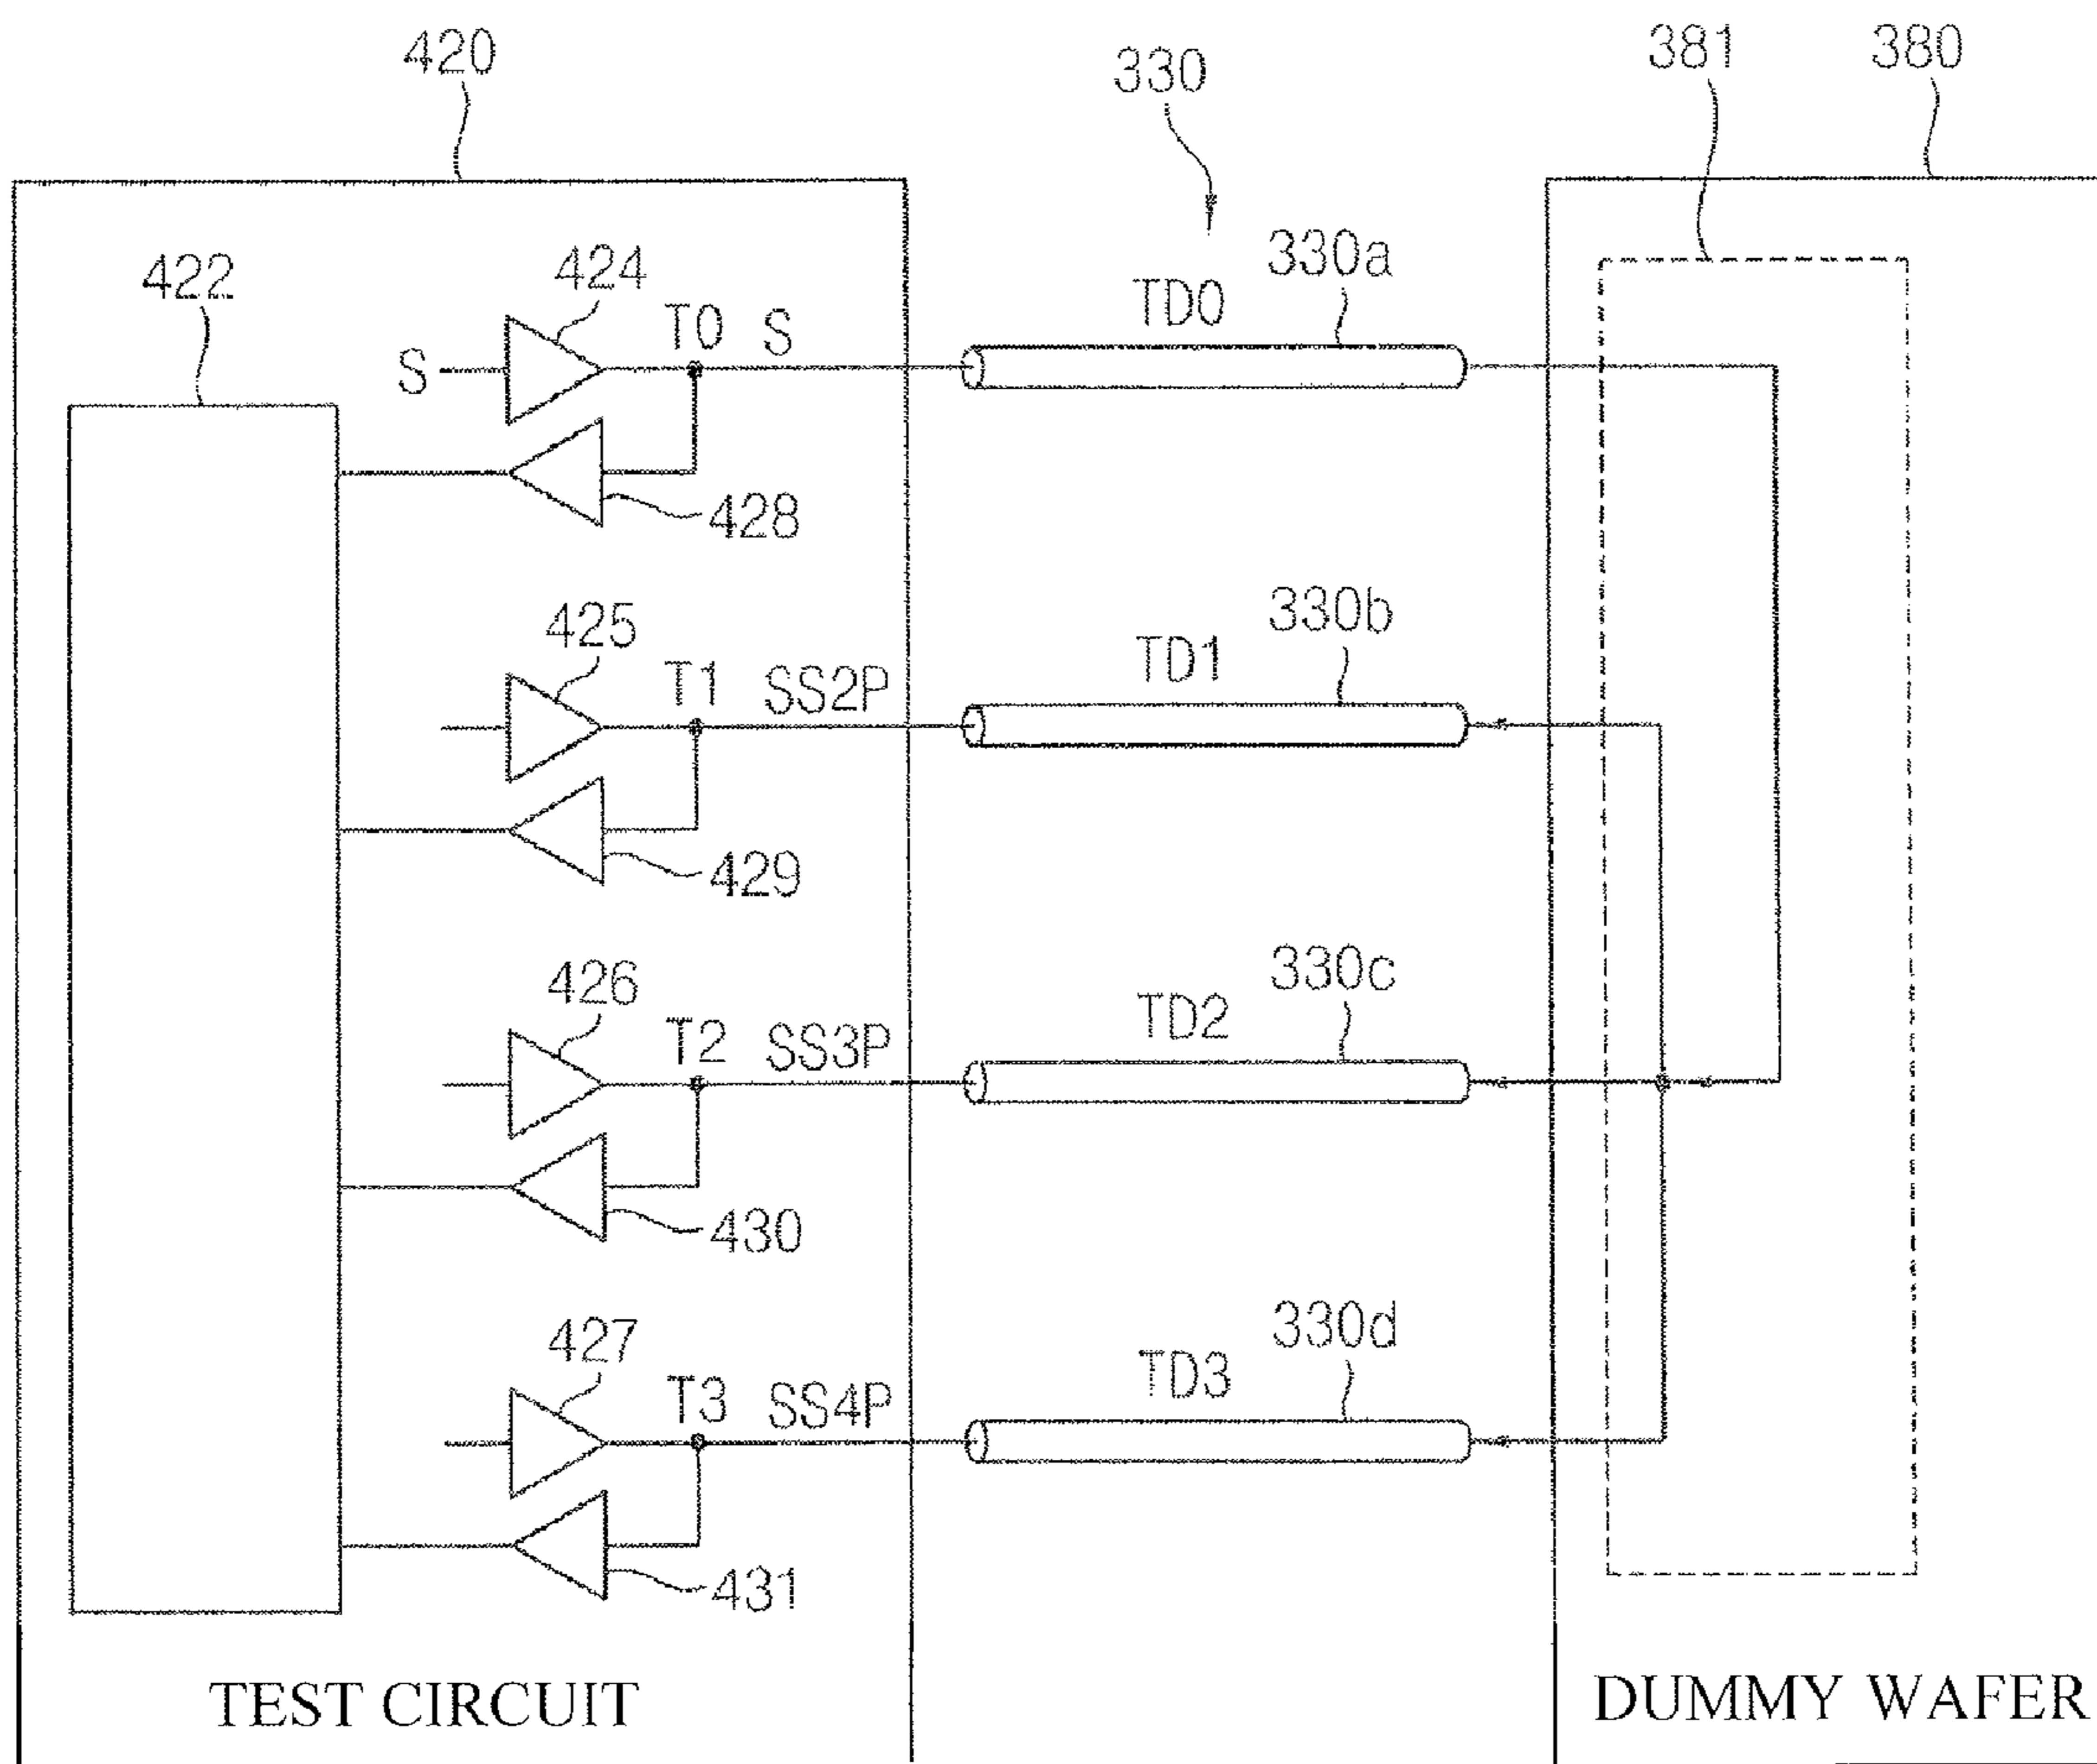 420
330
381
380
422
424
T0
S
S
428
TD0
330a
425
T1
SS2P
429
TD1
330b
426
T2
SS3P
430
TD2
330c
427
T3
SS4P
431
TD3
330d
TEST CIRCUIT
DUMMY WAFER